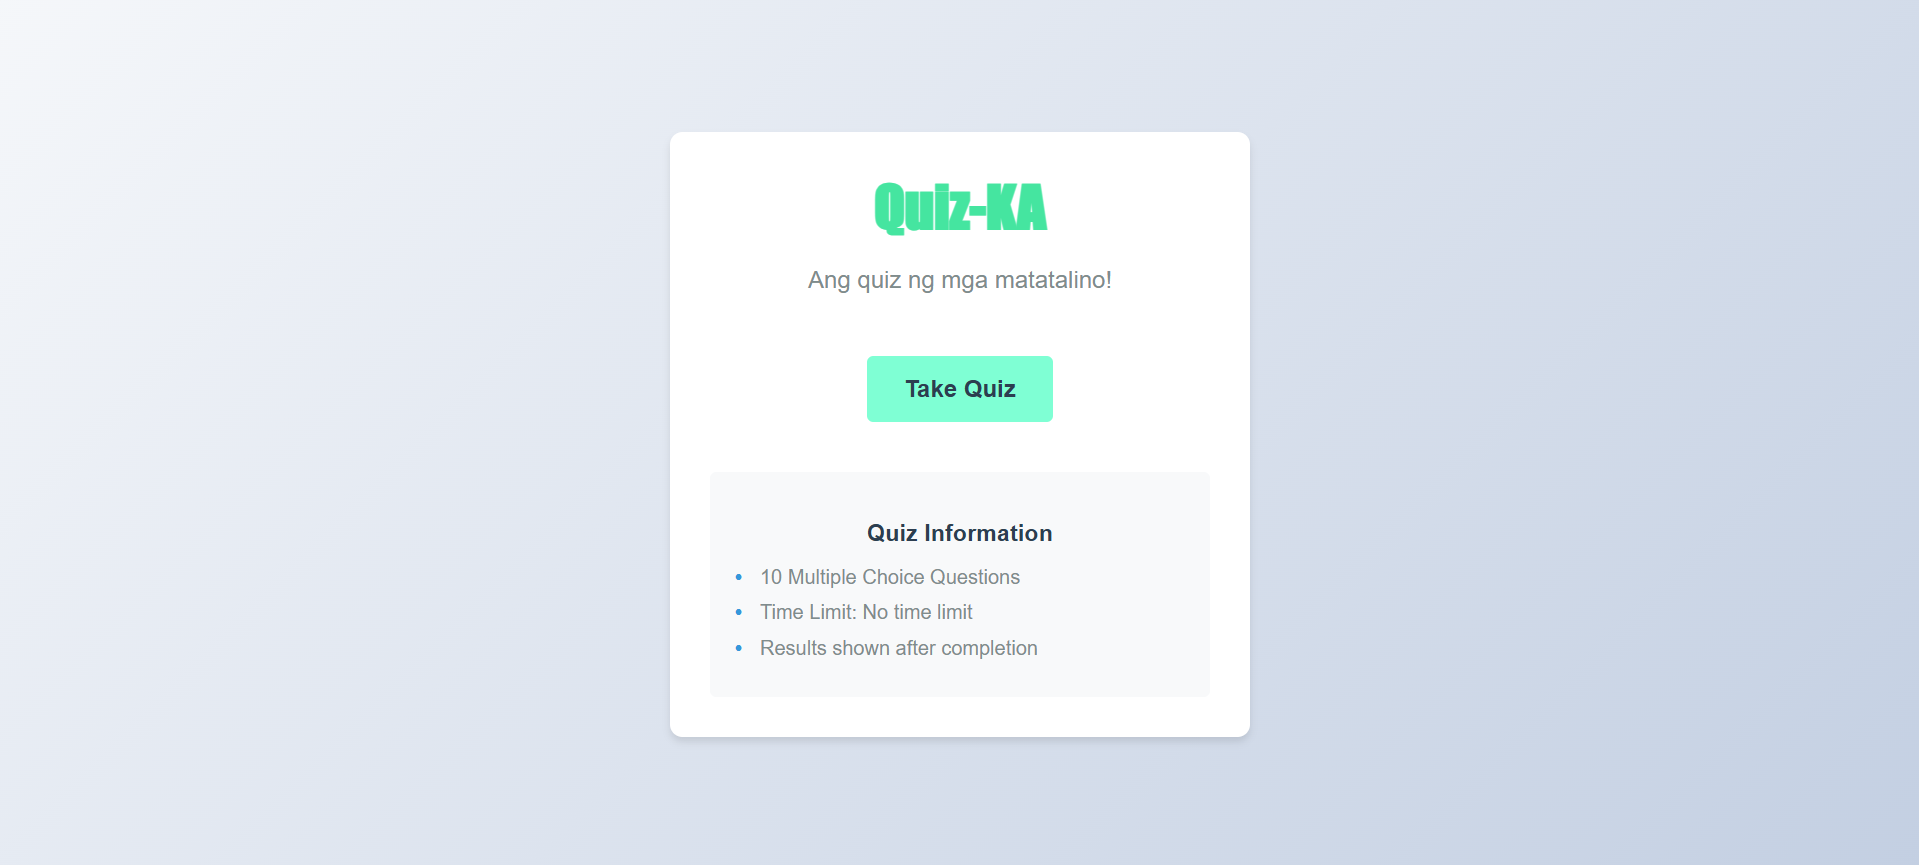 Quiz-KA
Ang quiz ng mga matatalino!
Take Quiz
Quiz Information
• 10 Multiple Choice Questions
• Time Limit: No time limit
• Results shown after completion